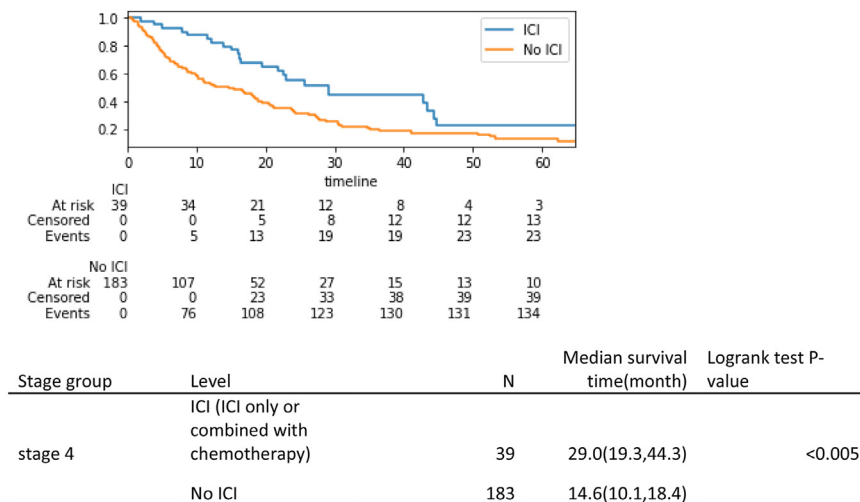 1.0
0.8
0.6
0.4
0.2
ICI
No ICI
0 10 20 30 40 50 60
timeline
ICI
At risk 39 34 21 12 8 4 3
Censored 0 0 5 8 12 12 13
Events 0 5 13 19 19 23 23
No ICI
At risk 183 107 52 27 15 13 10
Censored 0 0 23 33 38 39 39
Events 0 76 108 123 130 131 134
Median survival Logrank test P-
Stage group Level N time(month) value
ICI (ICI only or
combined with
stage 4 chemotherapy) 39 29.0(19.3,44.3) <0.005
No ICI 183 14.6(10.1,18.4)